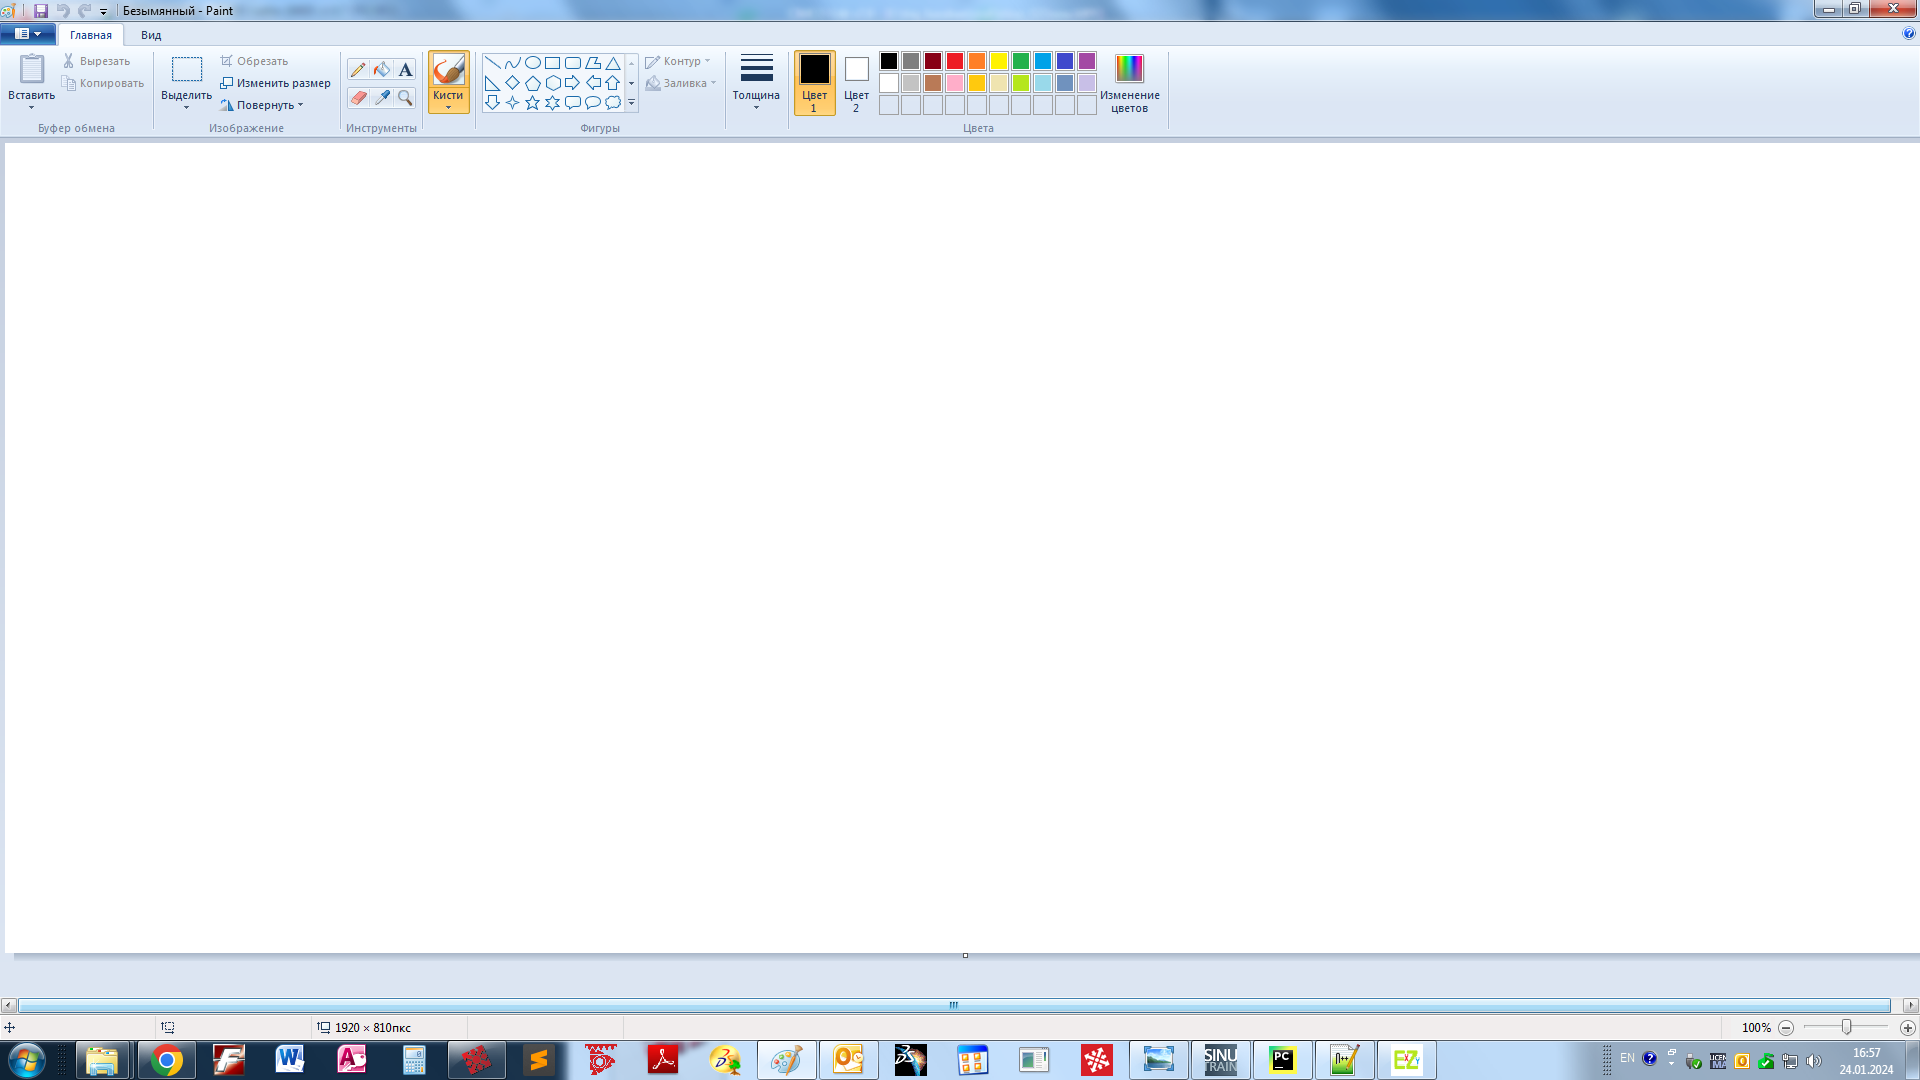 Безымянный - Paint
Главная Вид
Вставить
Вырезать
Копировать
Буфер обмена
Выделить
Обрезать
Изменить размер
Повернуть
Изображение
A
Инструменты
Кисти
Контур
Заливка
Фигуры
Толщина
Цвет 1
Цвет 2
Изменение цветов
Цвета
1920 × 810пкс
100%
SINU
TRAIN
PC
EN
16:57
24.01.2024